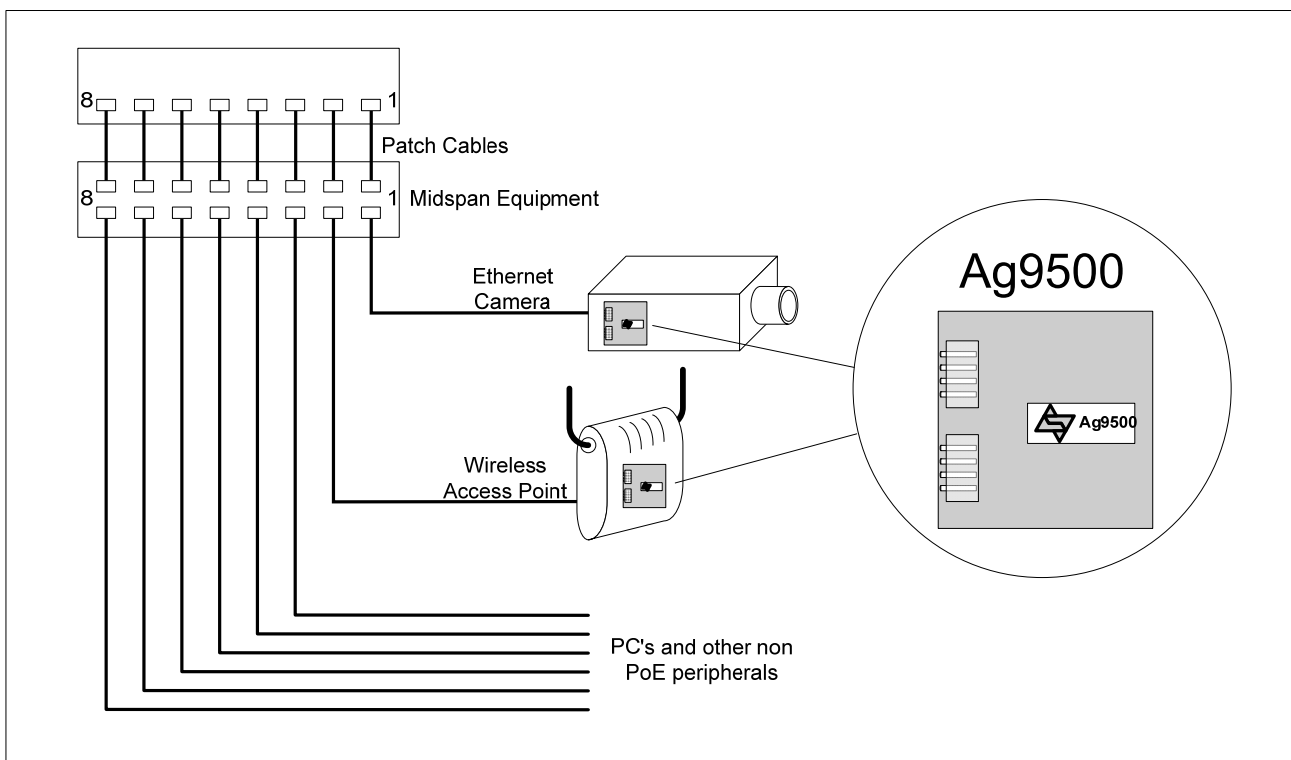 8
1
Patch Cables
8
1
Midspan Equipment
Ethernet
Camera
Ag9500
Ag9500
Wireless
Access Point
PC's and other non
PoE peripherals